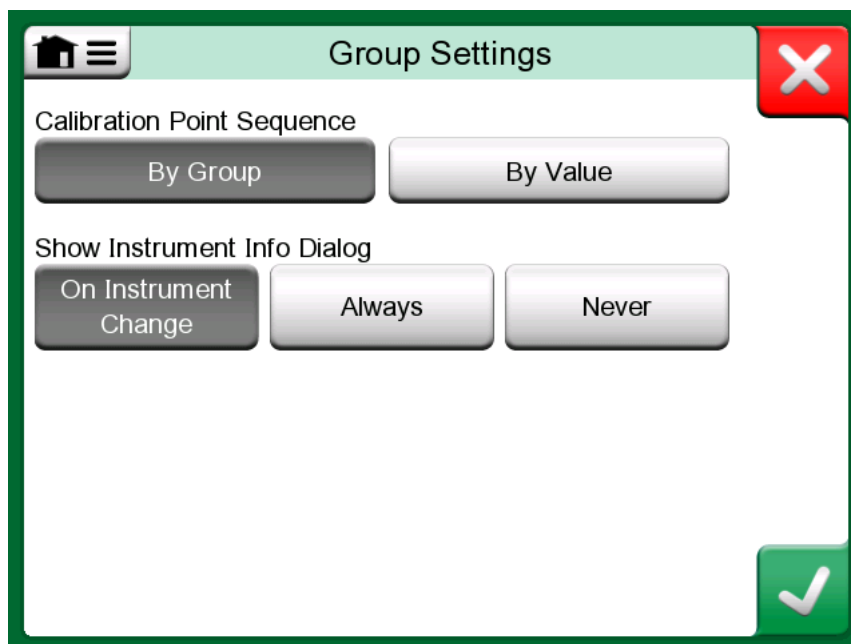 Group Settings
Calibration Point Sequence
By Group
By Value
Show Instrument Info Dialog
On Instrument
Change
Always
Never